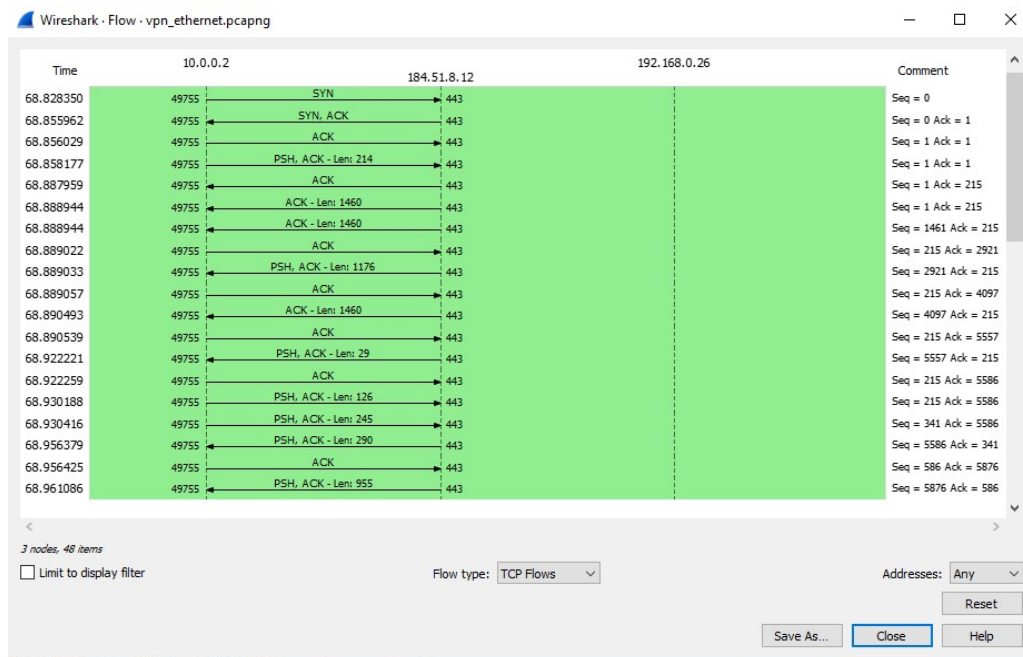 Wireshark · Flow · vpn_ethernet.pcapng
Time 10.0.0.2 184.51.8.12 192.168.0.26 Comment
68.828350 49755 SYN 443 Seq = 0
68.855962 49755 SYN, ACK 443 Seq = 0 Ack = 1
68.856029 49755 ACK 443 Seq = 1 Ack = 1
68.858177 49755 PSH, ACK - Len: 214 443 Seq = 1 Ack = 1
68.887959 49755 ACK 443 Seq = 1 Ack = 215
68.888944 49755 ACK - Len: 1460 443 Seq = 1 Ack = 215
68.888944 49755 ACK - Len: 1460 443 Seq = 1461 Ack = 215
68.889022 49755 ACK 443 Seq = 215 Ack = 2921
68.889033 49755 PSH, ACK - Len: 1176 443 Seq = 2921 Ack = 215
68.889057 49755 ACK 443 Seq = 215 Ack = 4097
68.890493 49755 ACK - Len: 1460 443 Seq = 4097 Ack = 215
68.890539 49755 ACK 443 Seq = 215 Ack = 5557
68.922221 49755 PSH, ACK - Len: 29 443 Seq = 5557 Ack = 215
68.922259 49755 ACK 443 Seq = 215 Ack = 5586
68.930188 49755 PSH, ACK - Len: 126 443 Seq = 215 Ack = 5586
68.930416 49755 PSH, ACK - Len: 245 443 Seq = 341 Ack = 5586
68.956379 49755 PSH, ACK - Len: 290 443 Seq = 5586 Ack = 341
68.956425 49755 ACK 443 Seq = 586 Ack = 5876
68.961086 49755 PSH, ACK - Len: 955 443 Seq = 5876 Ack = 586
3 nodes, 48 items
Limit to display filter Flow type: TCP Flows Addresses: Any
Reset
Save As... Close Help